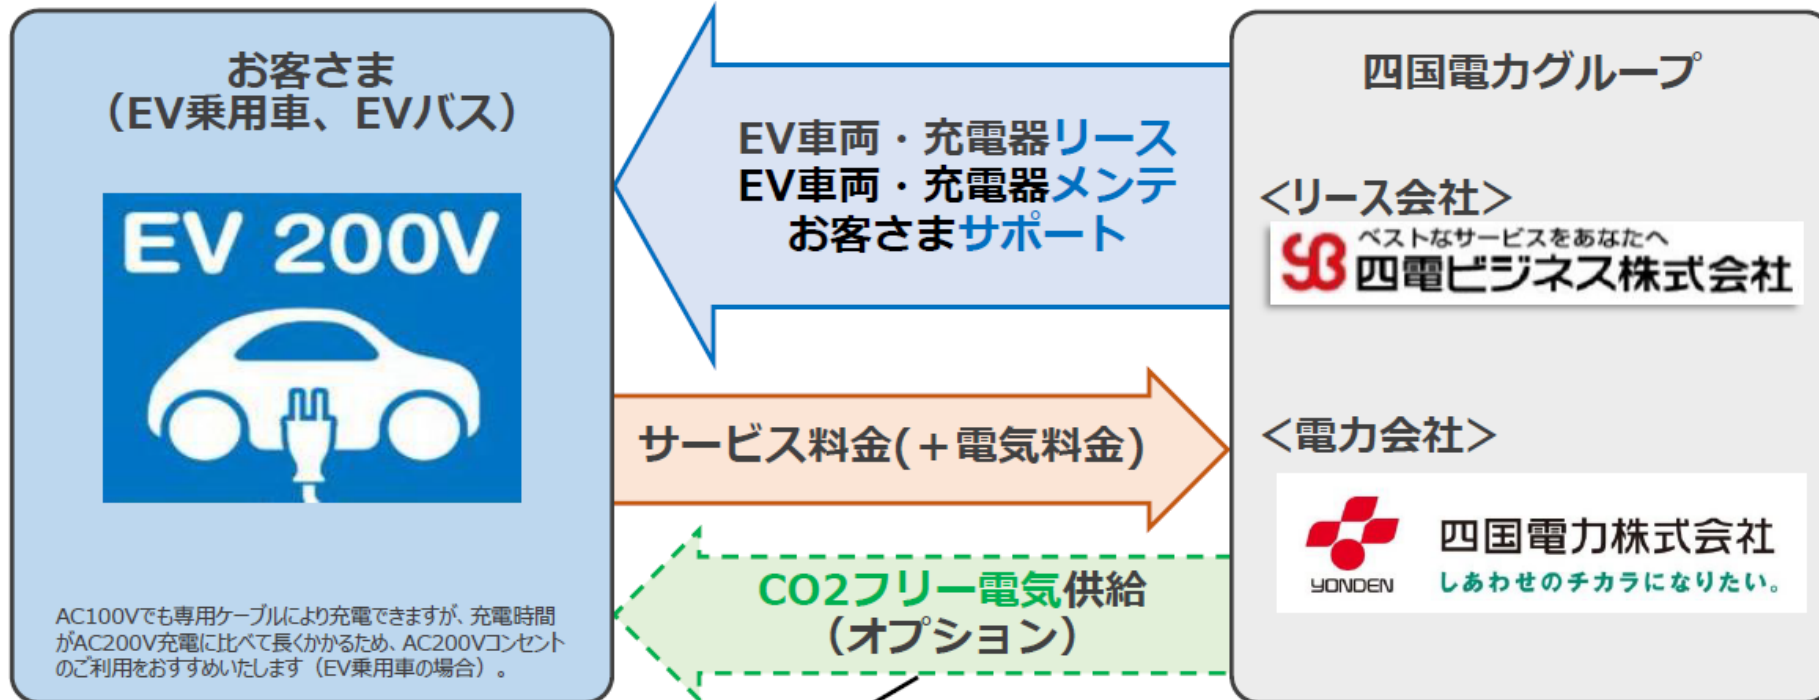 お客さま
（EV乗用車、EVバス）
EV 200V
AC100Vでも専用ケーブルにより充電できますが、充電時間
がAC200V充電に比べて長くかかるため、AC200Vコンセント
のご利用をおすすめいたします（EV乗用車の場合）。
EV車両・充電器リース
EV車両・充電器メンテ
お客さまサポート
サービス料金(＋電気料金)
CO2フリー電気供給
（オプション）
四国電力グループ
＜リース会社＞
ベストなサービスをあなたへ
四電ビジネス株式会社
＜電力会社＞
YONDEN
四国電力株式会社
しあわせのチカラになりたい。